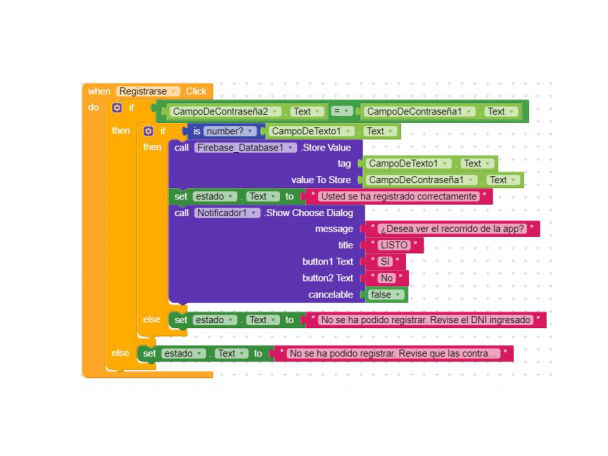 when Registrarse .Click
do if CampoDeContraseña2 . Text = CampoDeContraseña1 . Text
then if is number? CampoDeTexto1 . Text
then call Firebase_Database1 .Store Value
tag CampoDeTexto1 . Text
value To Store CampoDeContraseña1 . Text
set estado . Text to " Usted se ha registrado correctamente "
call Notificador1 .Show Choose Dialog
message " ¿Desea ver el recorrido de la app? "
title " LISTO "
button1 Text " Sí "
button2 Text " No "
cancelable false
else set estado . Text to " No se ha podido registrar. Revise el DNI ingresado "
else set estado . Text to " No se ha podido registrar. Revise que las contra... "